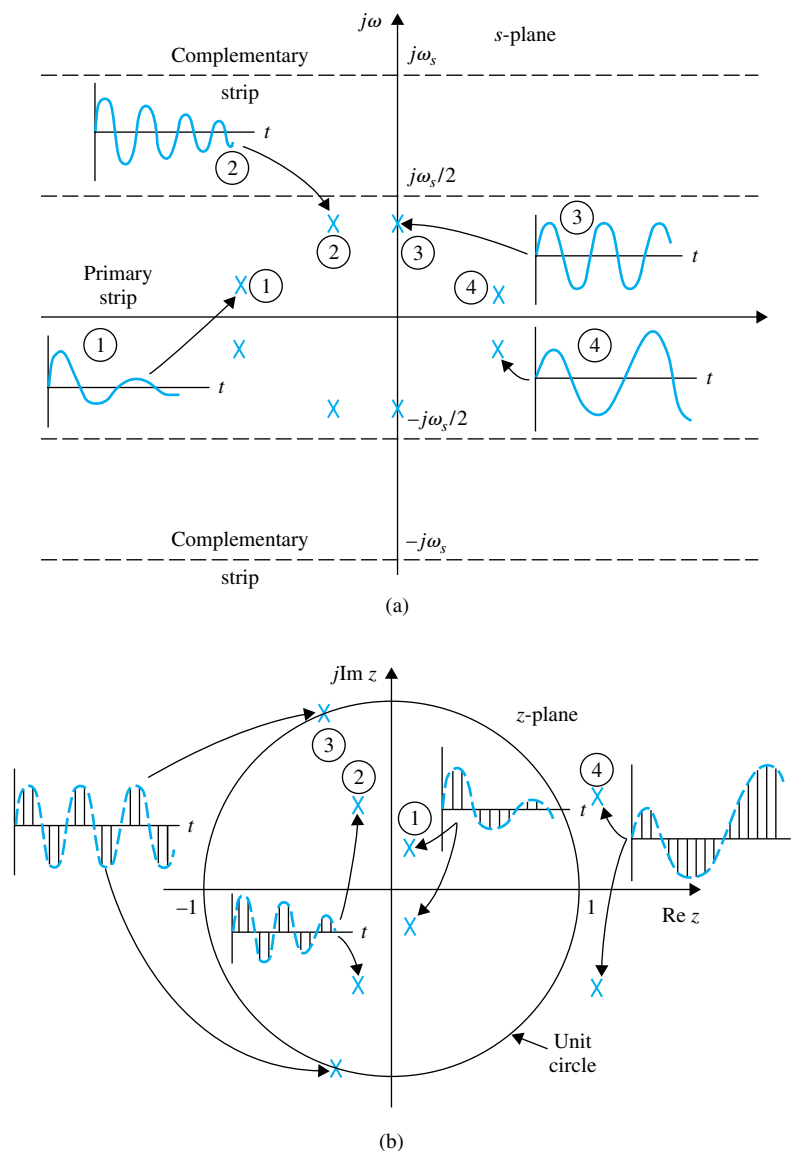 jω
s-plane
Complementary
strip
jωₛ
t
2
jωₛ/2
3
t
2
3
Primary
strip
1
4
1
t
4
t
−jωₛ/2
Complementary
strip
−jωₛ
(a)
jIm z
z-plane
3
2
4
1
t
t
t
−1
1
Re z
Unit
circle
(b)